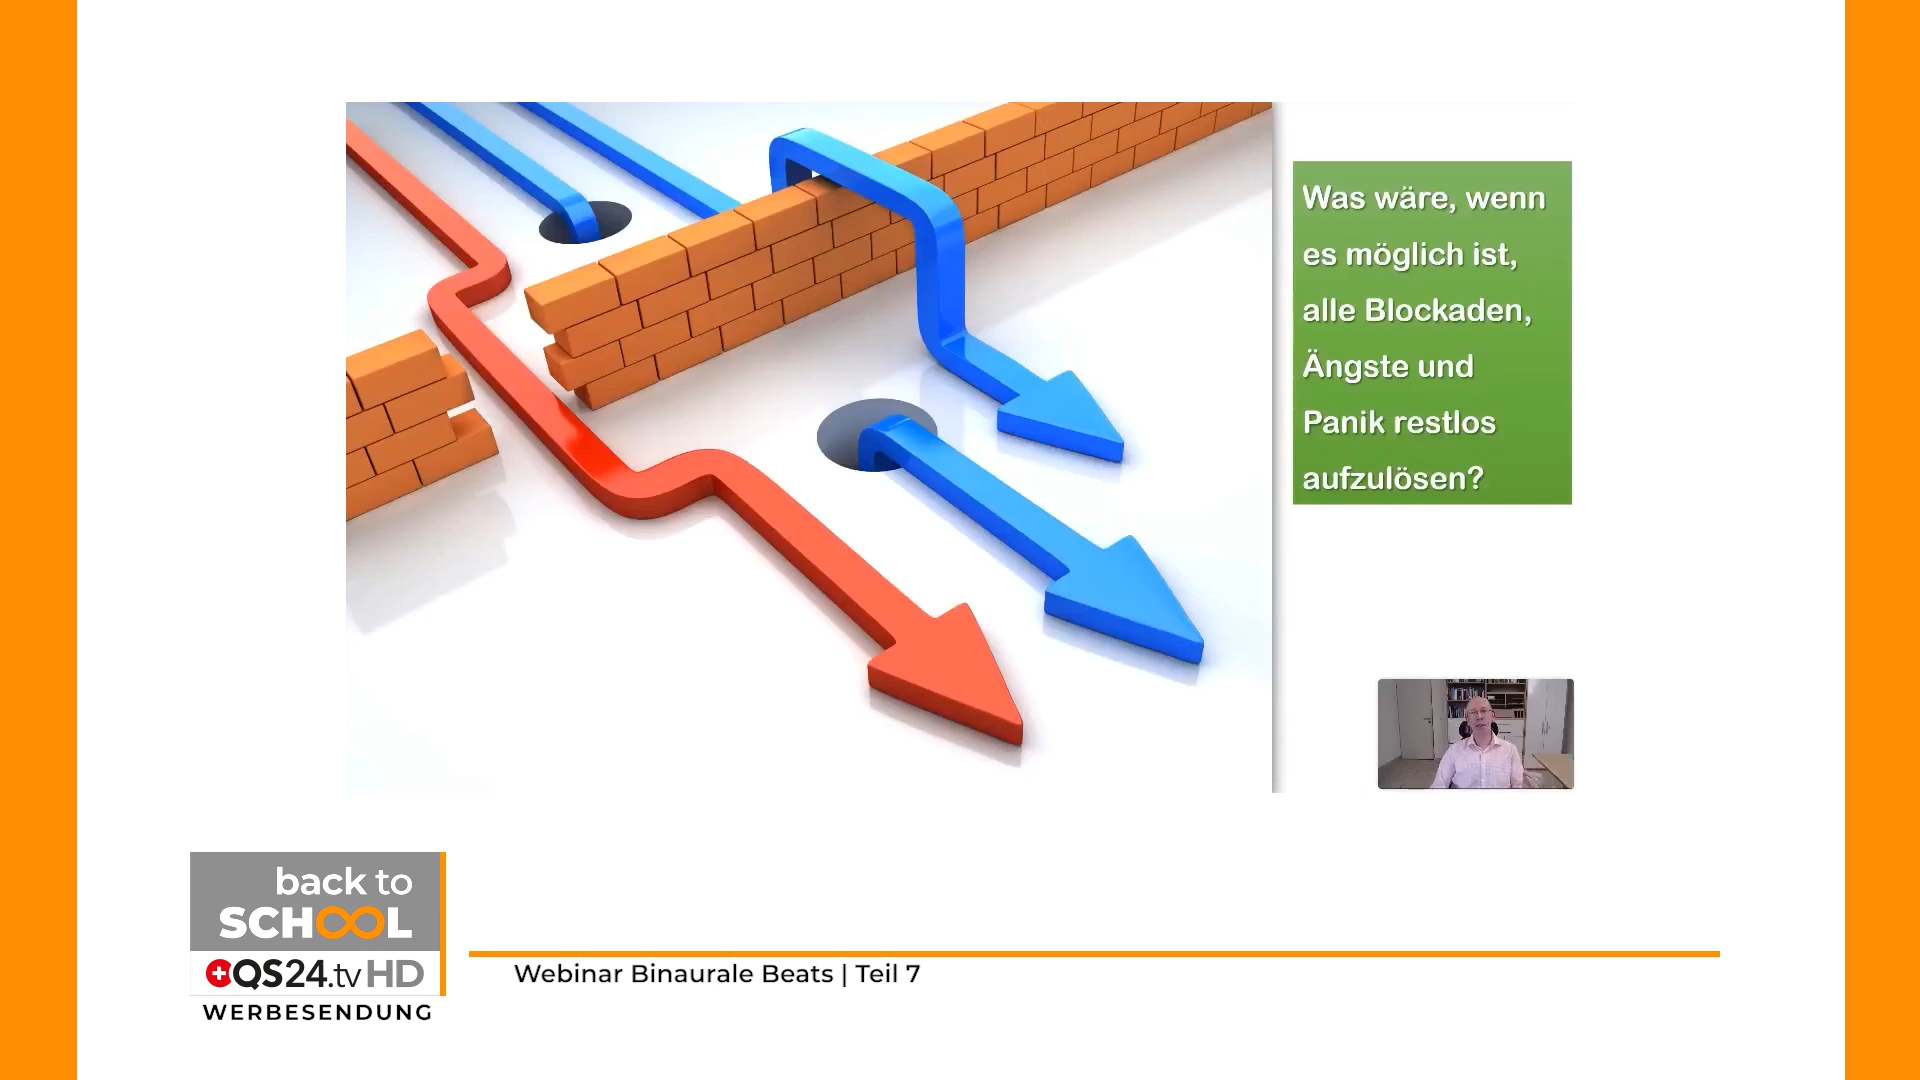 Was wäre, wenn
es möglich ist,
alle Blockaden,
Ängste und
Panik restlos
aufzulösen?
back to
SCHOOL
QS24.tv HD
WERBESENDUNG
Webinar Binaurale Beats | Teil 7